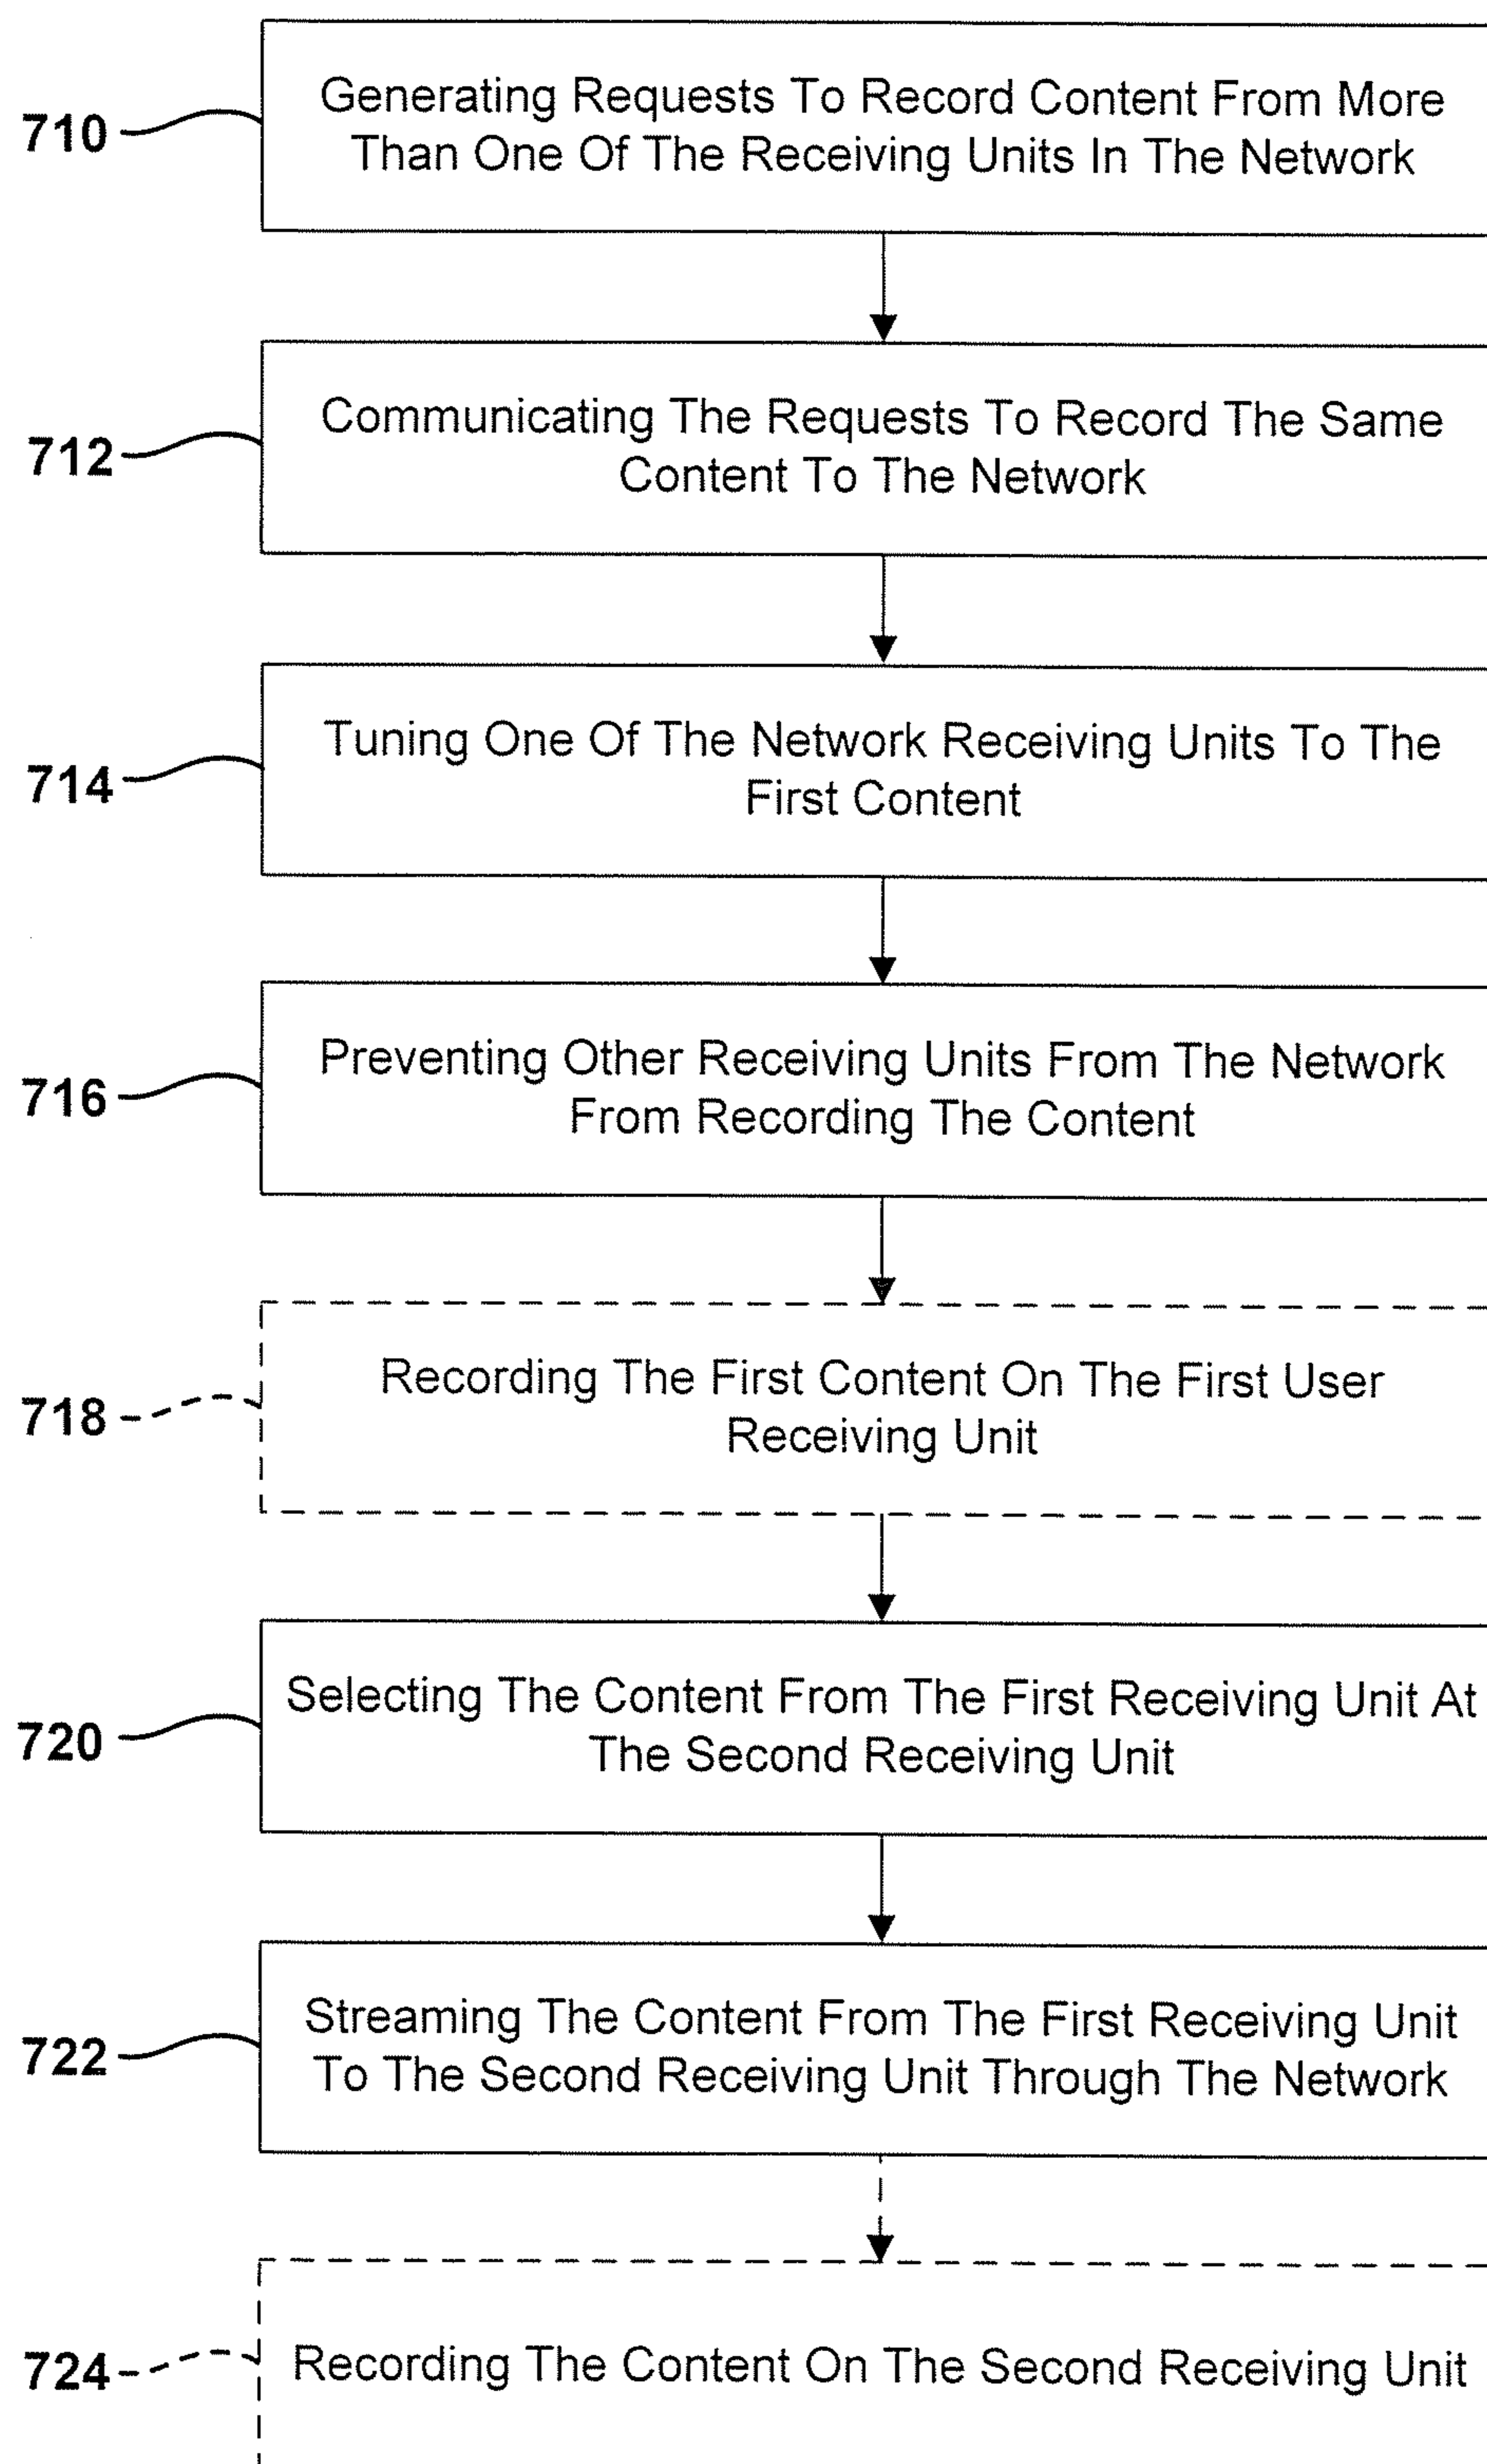 710
Generating Requests To Record Content From More
Than One Of The Receiving Units In The Network
712
Communicating The Requests To Record The Same
Content To The Network
714
Tuning One Of The Network Receiving Units To The
First Content
716
Preventing Other Receiving Units From The Network
From Recording The Content
718
Recording The First Content On The First User
Receiving Unit
720
Selecting The Content From The First Receiving Unit At
The Second Receiving Unit
722
Streaming The Content From The First Receiving Unit
To The Second Receiving Unit Through The Network
724
Recording The Content On The Second Receiving Unit